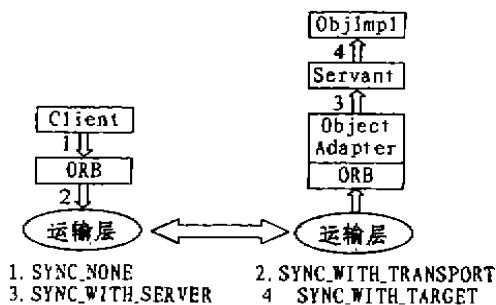 ObjImpl
4
Servant
3
Client
1
Object
Adapter
ORB
ORB
2
运输层
运输层
1. SYNC_NONE 2. SYNC_WITH_TRANSPORT
3. SYNC_WITH_SERVER 4 SYNC_WITH_TARGET